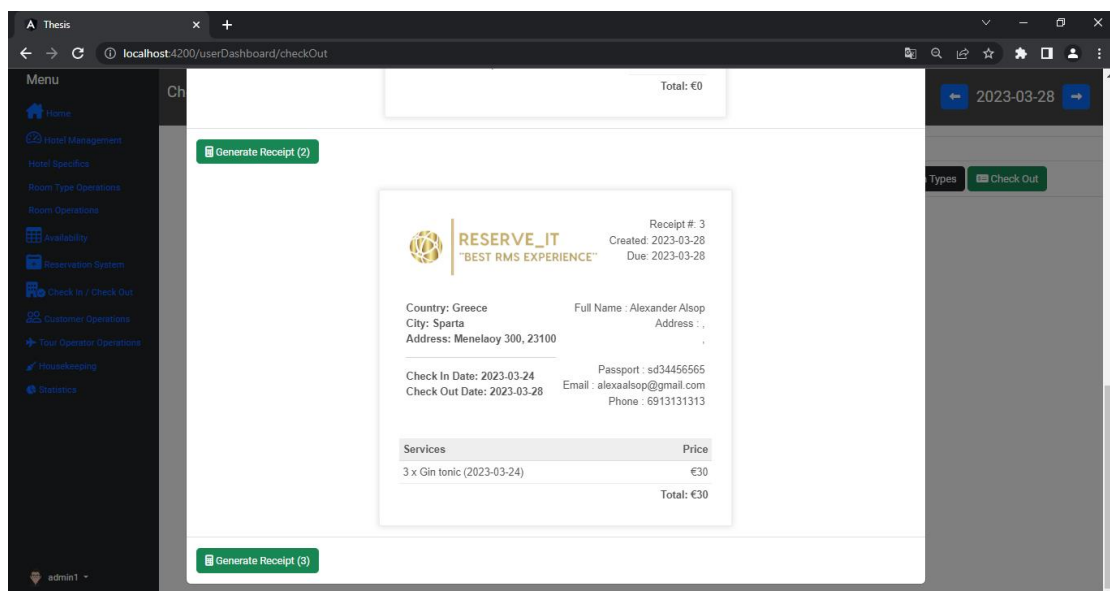 Thesis
localhost:4200/userDashboard/checkOut
Menu
Home
Hotel Management
Hotel Specifics
Room Type Operations
Room Operations
Availability
Reservation System
Check In / Check Out
Customer Operations
Tour Operator Operations
Housekeeping
Statistics
admin1
Ch
2023-03-28
Types
Check Out
Total: €0
Generate Receipt (2)
RESERVE_IT
"BEST RMS EXPERIENCE"
Receipt #: 3
Created: 2023-03-28
Due: 2023-03-28
Country: Greece
City: Sparta
Address: Menelaoy 300, 23100
Full Name : Alexander Alsop
Address : ,
,
Check In Date: 2023-03-24
Check Out Date: 2023-03-28
Passport : sd34456565
Email : alexaalsop@gmail.com
Phone : 6913131313
Services Price
3 x Gin tonic (2023-03-24) €30
Total: €30
Generate Receipt (3)